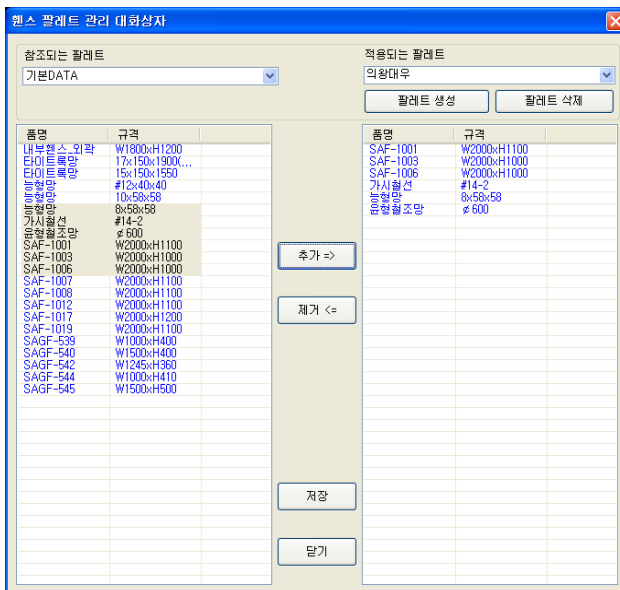 휀스 팔레트 관리 대화상자
참조되는 팔레트
기본DATA
적용되는 팔레트
의왕대우
팔레트 생성
팔레트 삭제
품명 규격
내부휀스_외곽 W1800xH1200
타이트록망 17x150x1900(...
타이트록망 15x150x1550
능형망 #12x40x40
능형망 10x58x58
능형망 8x58x58
가시철선 #14-2
윤형철조망 ￠600
SAF-1001 W2000xH1100
SAF-1003 W2000xH1000
SAF-1006 W2000xH1000
SAF-1007 W2000xH1100
SAF-1008 W2000xH1100
SAF-1012 W2000xH1100
SAF-1017 W2000xH1200
SAF-1019 W2000xH1100
SAGF-539 W1000xH400
SAGF-540 W1500xH400
SAGF-542 W1245xH360
SAGF-544 W1000xH410
SAGF-545 W1500xH500
추가 =>
제거 <=
저장
닫기
품명 규격
SAF-1001 W2000xH1100
SAF-1003 W2000xH1000
SAF-1006 W2000xH1000
가시철선 #14-2
능형망 8x58x58
윤형철조망 ￠600